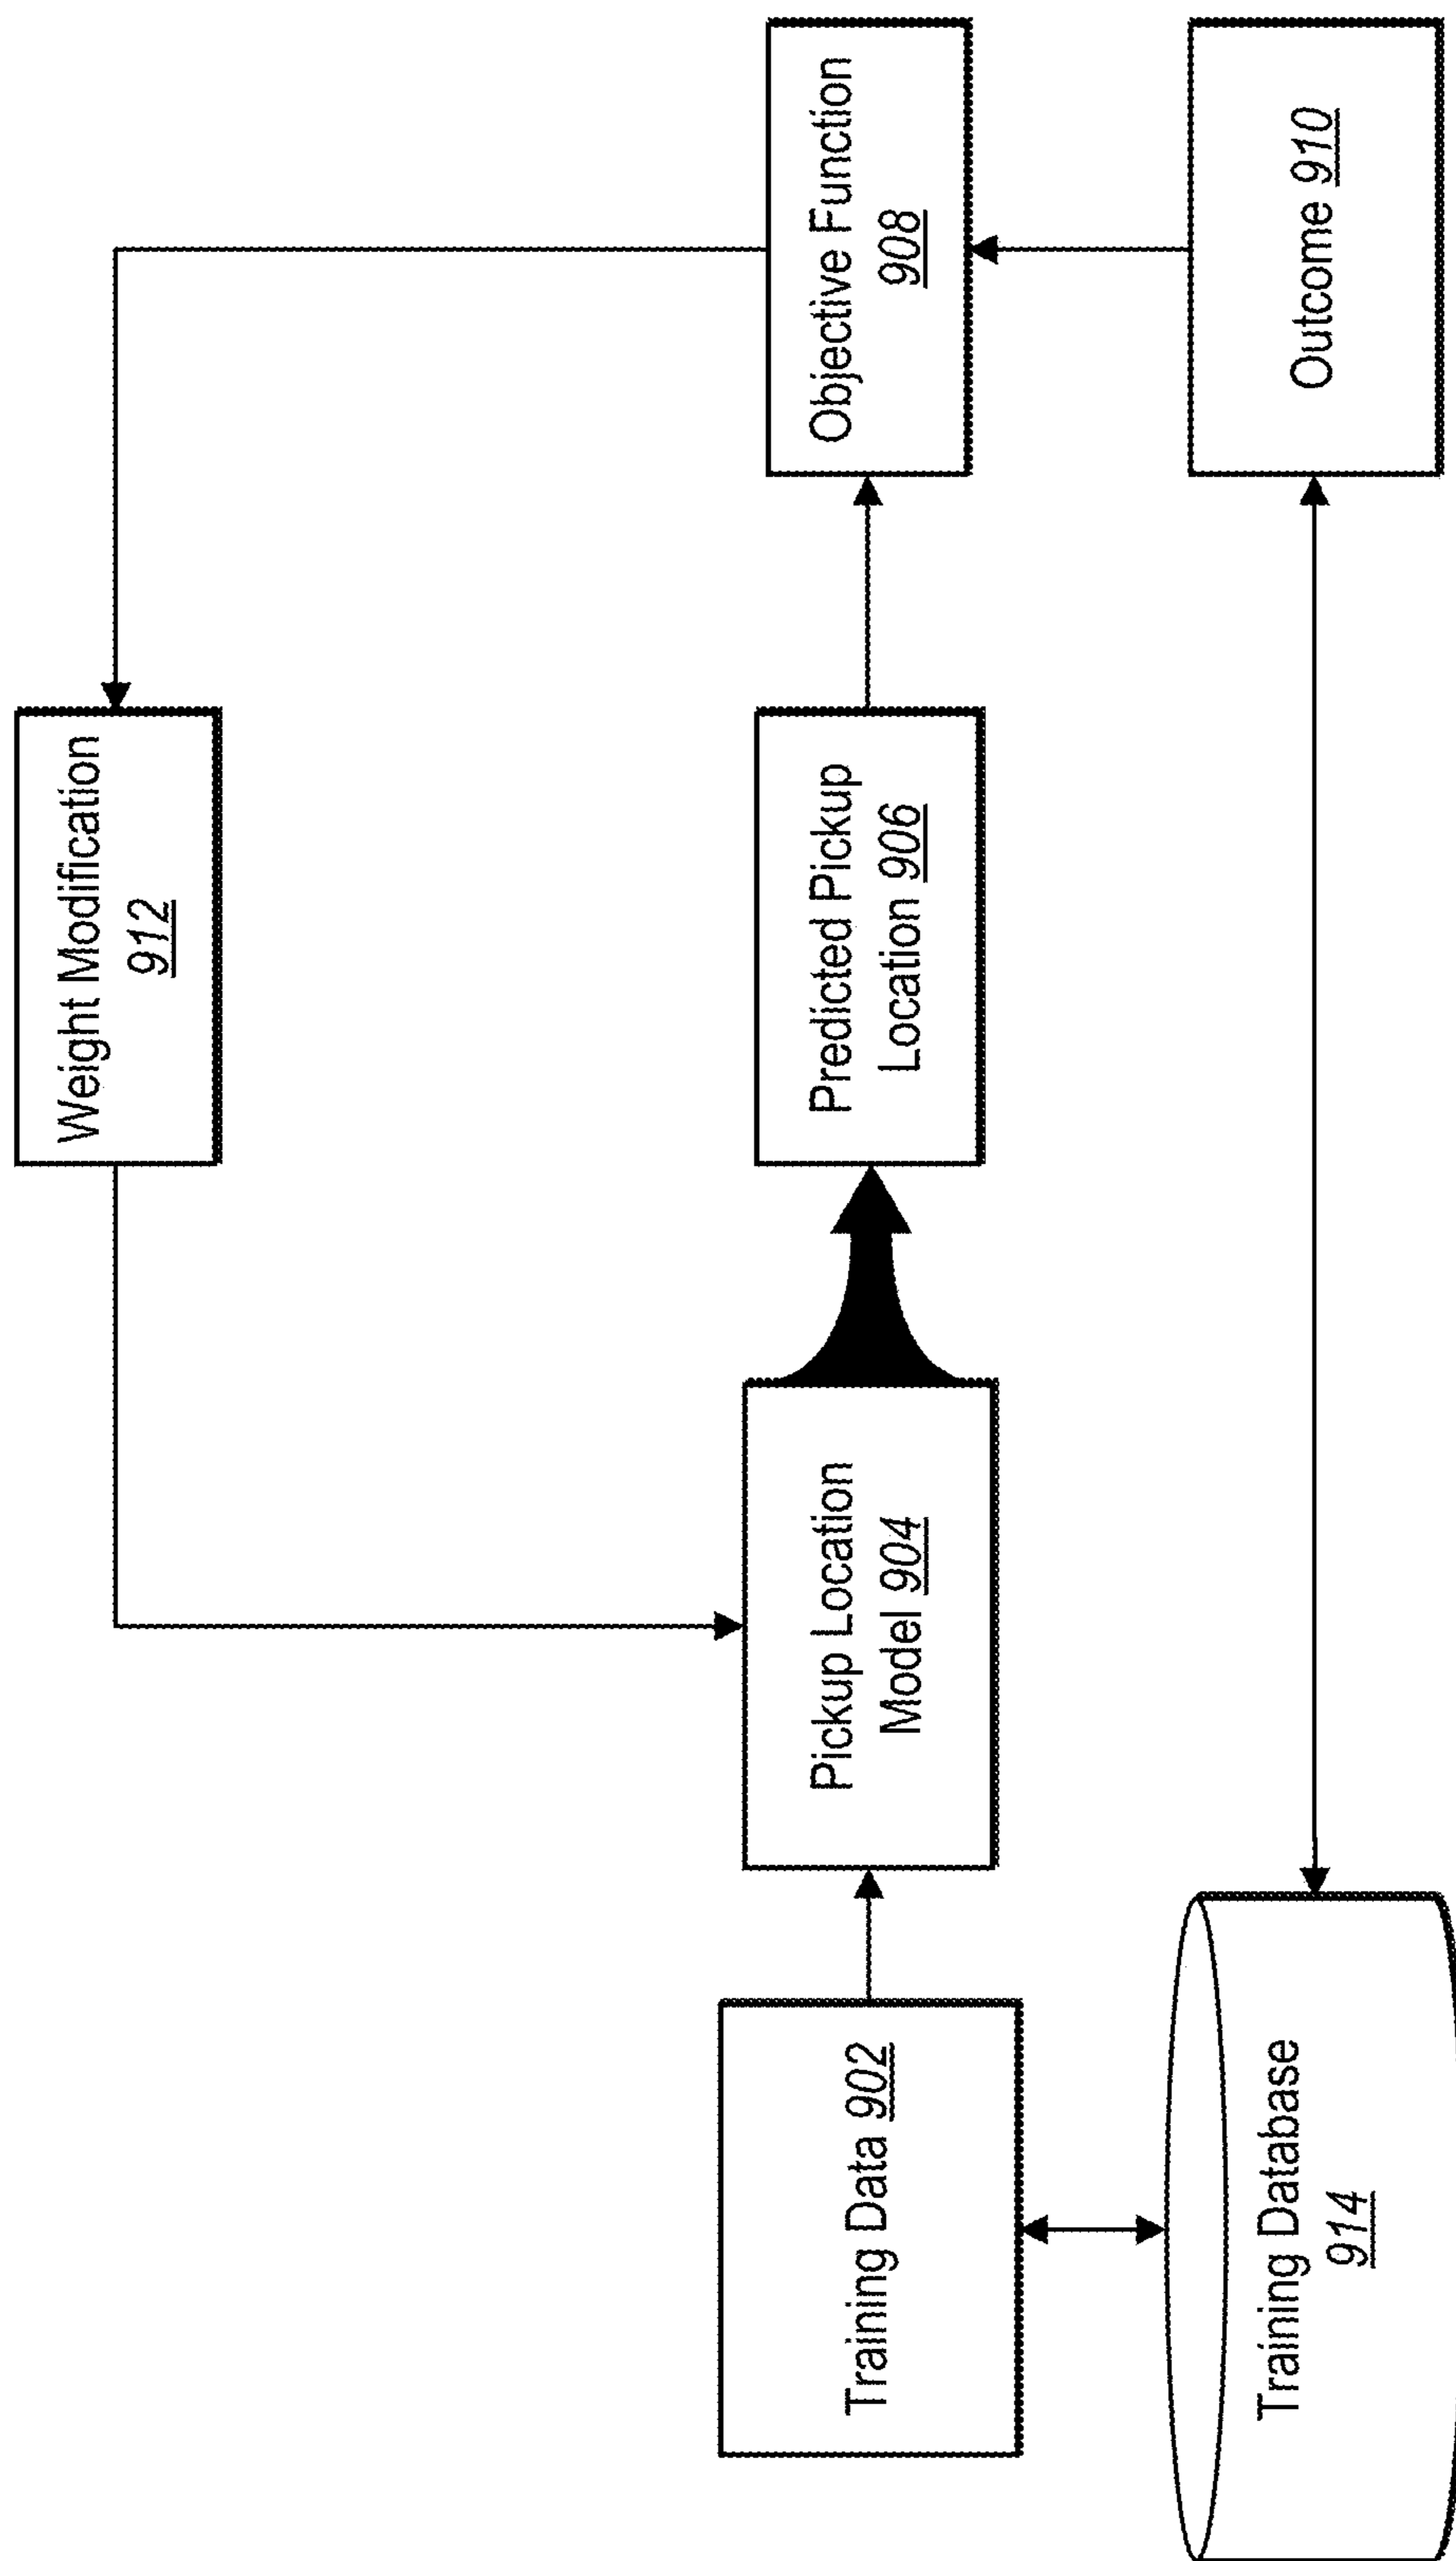 Weight Modification
912
Training Data 902
Pickup Location
Model 904
Predicted Pickup
Location 906
Objective Function
908
Training Database
914
Outcome 910